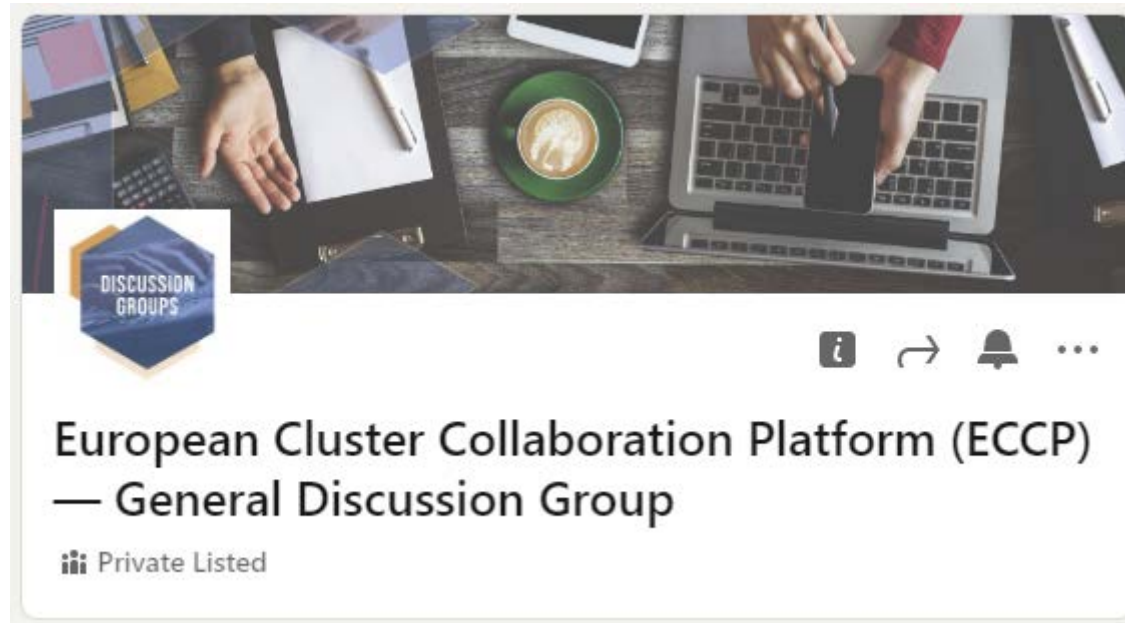 DISCUSSION
GROUPS
European Cluster Collaboration Platform (ECCP)
— General Discussion Group
Private Listed